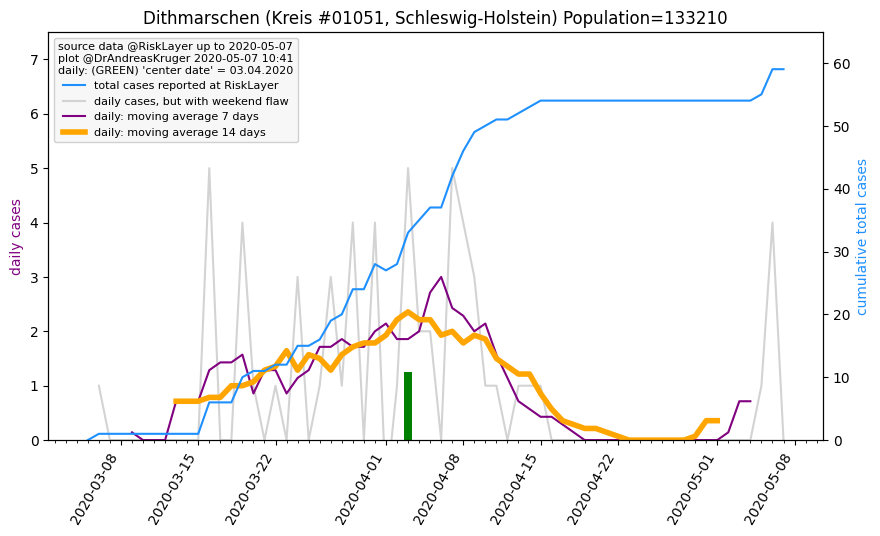 Dithmarschen (Kreis #01051, Schleswig-Holstein) Population=133210
source data @RiskLayer up to 2020-05-07
plot @DrAndreasKruger 2020-05-07 10:41
daily: (GREEN) 'center date' = 03.04.2020
total cases reported at RiskLayer
daily cases, but with weekend flaw
daily: moving average 7 days
daily: moving average 14 days
daily cases
7
6
5
4
3
2
1
0
cumulative total cases
60
50
40
30
20
10
0
2020-03-08
2020-03-15
2020-03-22
2020-04-01
2020-04-08
2020-04-15
2020-04-22
2020-05-01
2020-05-08